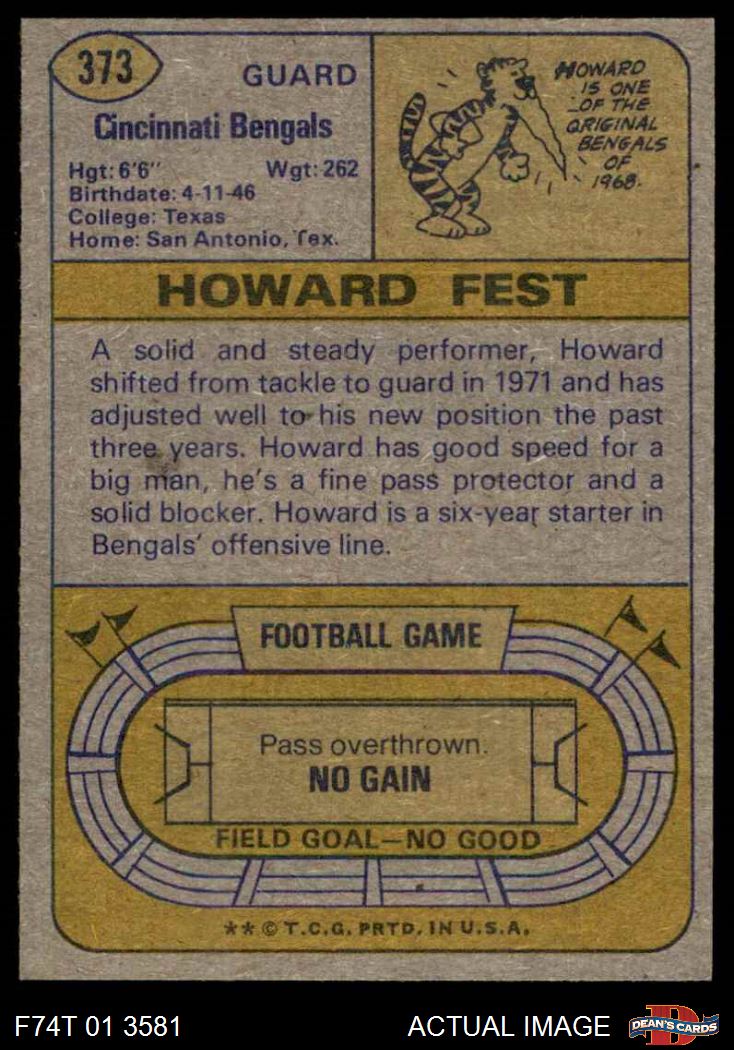 373
GUARD
Cincinnati Bengals
Hgt: 6'6" Wgt: 262
Birthdate: 4-11-46
College: Texas
Home: San Antonio, Tex.
HOWARD
IS ONE
OF THE
ORIGINAL
BENGALS
OF
1968.
HOWARD FEST
A solid and steady performer, Howard
shifted from tackle to guard in 1971 and has
adjusted well to his new position the past
three years. Howard has good speed for a
big man, he's a fine pass protector and a
solid blocker. Howard is a six-year starter in
Bengals' offensive line.
FOOTBALL GAME
Pass overthrown.
NO GAIN
FIELD GOAL—NO GOOD
** © T.C.G. PRTD. IN U.S.A.
F74T 01 3581 ACTUAL IMAGE
D
DEAN'S CARDS